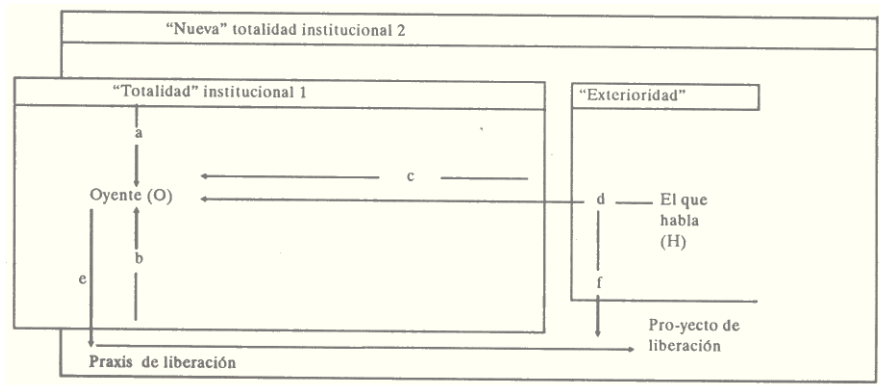 “Nueva” totalidad institucional 2
“Totalidad” institucional 1
“Exterioridad”
a
c
Oyente (O)
d
El que
habla
(H)
b
e
f
Pro-yecto de
liberación
Praxis de liberación